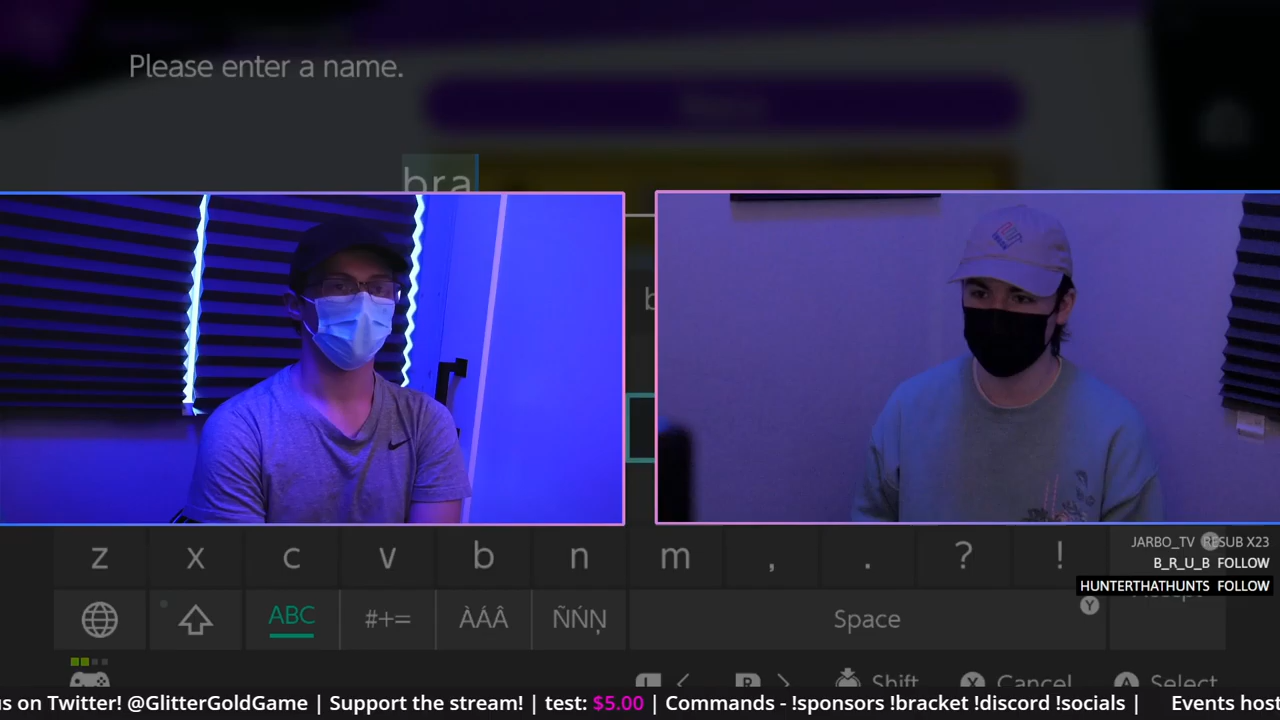 Please enter a name.
bra
JARBO_TV RESUB X23
B_R_U_B FOLLOW
HUNTERTHATHUNTS FOLLOW
z x c v b n m , . ? !
ABC #+= ÀÁÂ ÑŃŅ Space
Y
L < R > Shift X Cancel A Select
us on Twitter! @GlitterGoldGame | Support the stream! | test: $5.00 | Commands - !sponsors !bracket !discord !socials | Events host